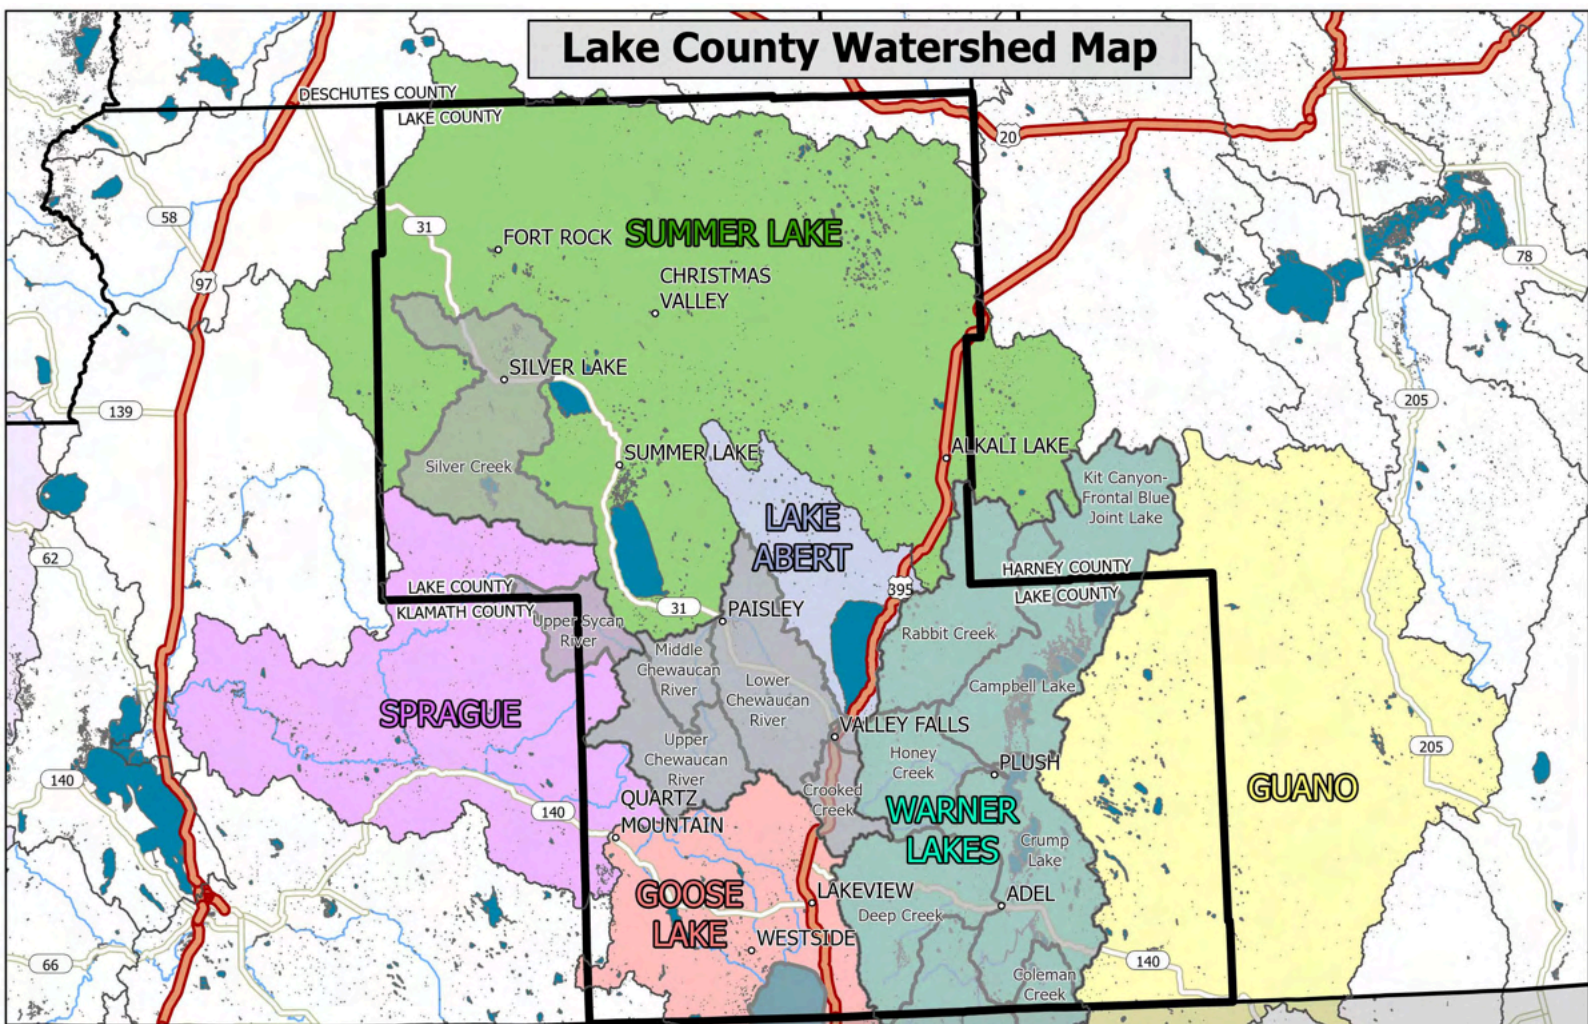 Lake County Watershed Map
DESCHUTES COUNTY
LAKE COUNTY
20
58
31
FORT ROCK
SUMMER LAKE
78
97
CHRISTMAS
VALLEY
SILVER LAKE
139
205
SUMMER LAKE
ALKALI LAKE
Silver Creek
Kit Canyon-
Frontal Blue
Joint Lake
LAKE
ABERT
62
HARNEY COUNTY
LAKE COUNTY
LAKE COUNTY
KLAMATH COUNTY
395
31
PAISLEY
Upper Sycan
River
Rabbit Creek
Middle
Chewaucan
River
Lower
Chewaucan
River
Campbell Lake
SPRAGUE
VALLEY FALLS
Upper
Chewaucan
River
Honey
Creek
PLUSH
205
140
GUANO
QUARTZ
MOUNTAIN
140
Crooked
Creek
WARNER
LAKES
Crump
Lake
GOOSE
LAKE
LAKEVIEW
ADEL
Deep Creek
WESTSIDE
66
140
Coleman
Creek